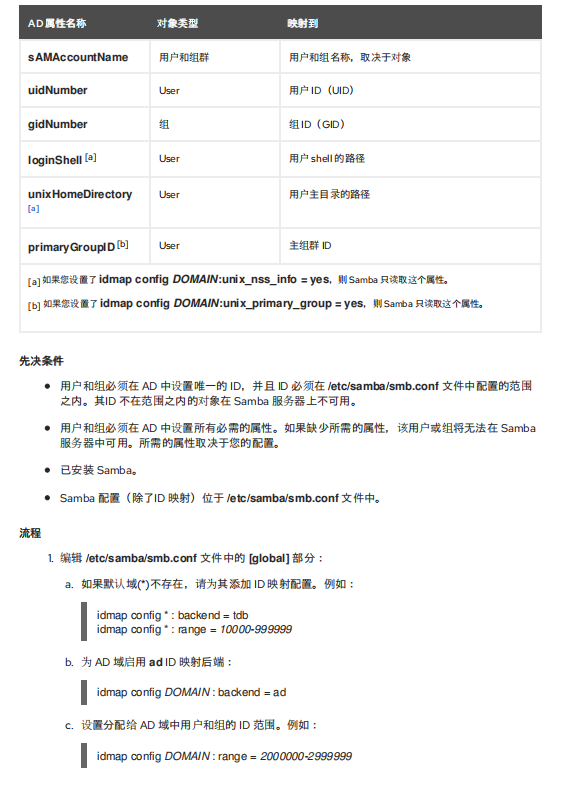 AD 属性名称 对象类型 映射到
sAMAccountName 用户和组群 用户和组名称，取决于对象
uidNumber User 用户 ID（UID）
gidNumber 组 组 ID（GID）
loginShell [a] User 用户 shell 的路径
unixHomeDirectory User 用户主目录的路径
[a]
primaryGroupID [b] User 主组群 ID
[a] 如果您设置了 idmap config DOMAIN:unix_nss_info = yes，则 Samba 只读取这个属性。
[b] 如果您设置了 idmap config DOMAIN:unix_primary_group = yes，则 Samba 只读取这个属性。
先决条件
● 用户和组必须在 AD 中设置唯一的 ID，并且 ID 必须在 /etc/samba/smb.conf 文件中配置的范围
之内。其ID 不在范围之内的对象在 Samba 服务器上不可用。
● 用户和组必须在 AD 中设置所有必需的属性。如果缺少所需的属性，该用户或组将无法在 Samba
服务器中可用。所需的属性取决于您的配置。
● 已安装 Samba。
● Samba 配置（除了ID 映射）位于 /etc/samba/smb.conf 文件中。
流程
1. 编辑 /etc/samba/smb.conf 文件中的 [global] 部分：
a. 如果默认域(*)不存在，请为其添加 ID 映射配置。例如：
idmap config * : backend = tdb
idmap config * : range = 10000-999999
b. 为 AD 域启用 ad ID 映射后端：
idmap config DOMAIN : backend = ad
c. 设置分配给 AD 域中用户和组的 ID 范围。例如：
idmap config DOMAIN : range = 2000000-2999999